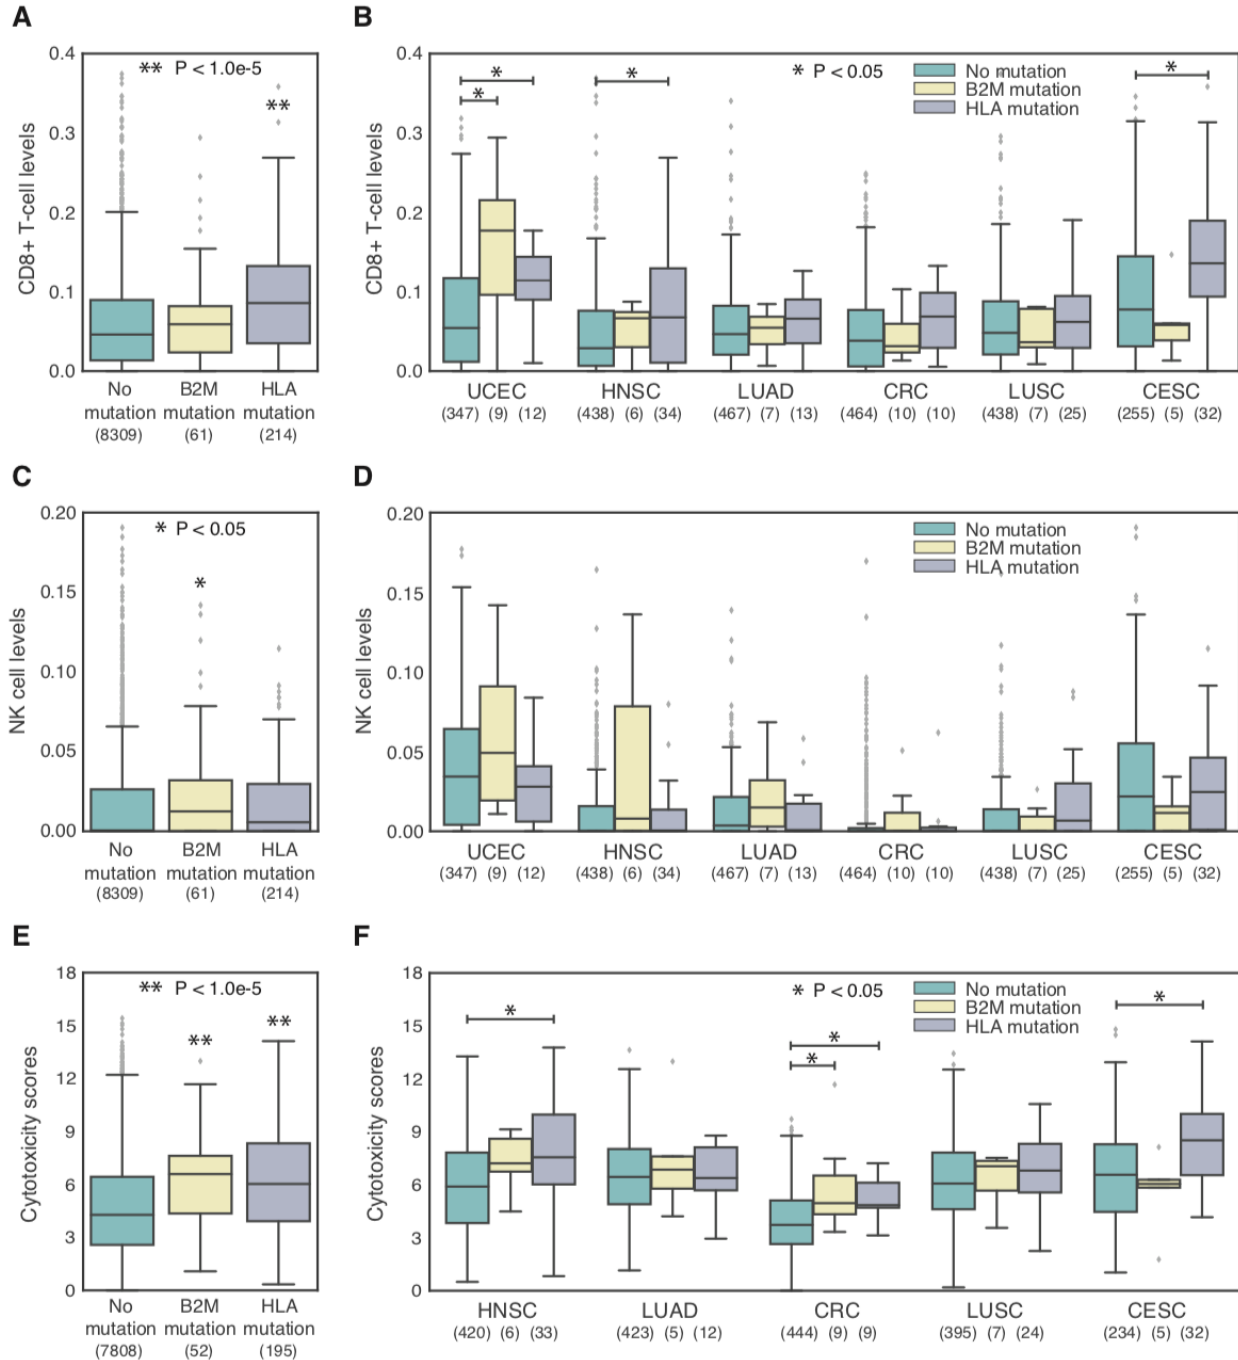 A
0.4
0.3
0.2
0.1
0.0
CD8+ T-cell levels
** P < 1.0e-5
**
No mutation (8309)
B2M mutation (61)
HLA mutation (214)
B
0.4
0.3
0.2
0.1
0.0
CD8+ T-cell levels
* P < 0.05
No mutation
B2M mutation
HLA mutation
*
*
*
*
UCEC HNSC LUAD CRC LUSC CESC
(347) (9) (12) (438) (6) (34) (467) (7) (13) (464) (10) (10) (438) (7) (25) (255) (5) (32)
C
0.20
0.15
0.10
0.05
0.00
NK cell levels
* P < 0.05
*
No mutation (8309)
B2M mutation (61)
HLA mutation (214)
D
0.20
0.15
0.10
0.05
0.00
NK cell levels
No mutation
B2M mutation
HLA mutation
UCEC HNSC LUAD CRC LUSC CESC
(347) (9) (12) (438) (6) (34) (467) (7) (13) (464) (10) (10) (438) (7) (25) (255) (5) (32)
E
18
15
12
9
6
3
0
Cytotoxicity scores
** P < 1.0e-5
**
**
No mutation (7808)
B2M mutation (52)
HLA mutation (195)
F
18
15
12
9
6
3
0
Cytotoxicity scores
* P < 0.05
No mutation
B2M mutation
HLA mutation
*
*
*
*
HNSC LUAD CRC LUSC CESC
(420) (6) (33) (423) (5) (12) (444) (9) (9) (395) (7) (24) (234) (5) (32)